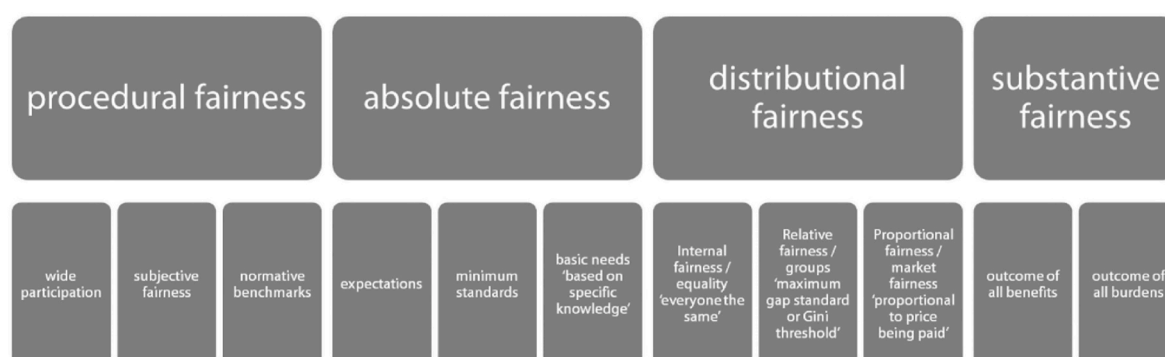 procedural fairness
absolute fairness
distributional
fairness
substantive
fairness
wide
participation
subjective
fairness
normative
benchmarks
expectations
minimum
standards
basic needs
‘based on
specific
knowledge’
Internal
fairness /
equality
‘everyone the
same’
Relative
fairness /
groups
‘maximum
gap standard
or Gini
threshold’
Proportional
fairness /
market
fairness
‘proportional
to price
being paid’
outcome of
all benefits
outcome of
all burdens